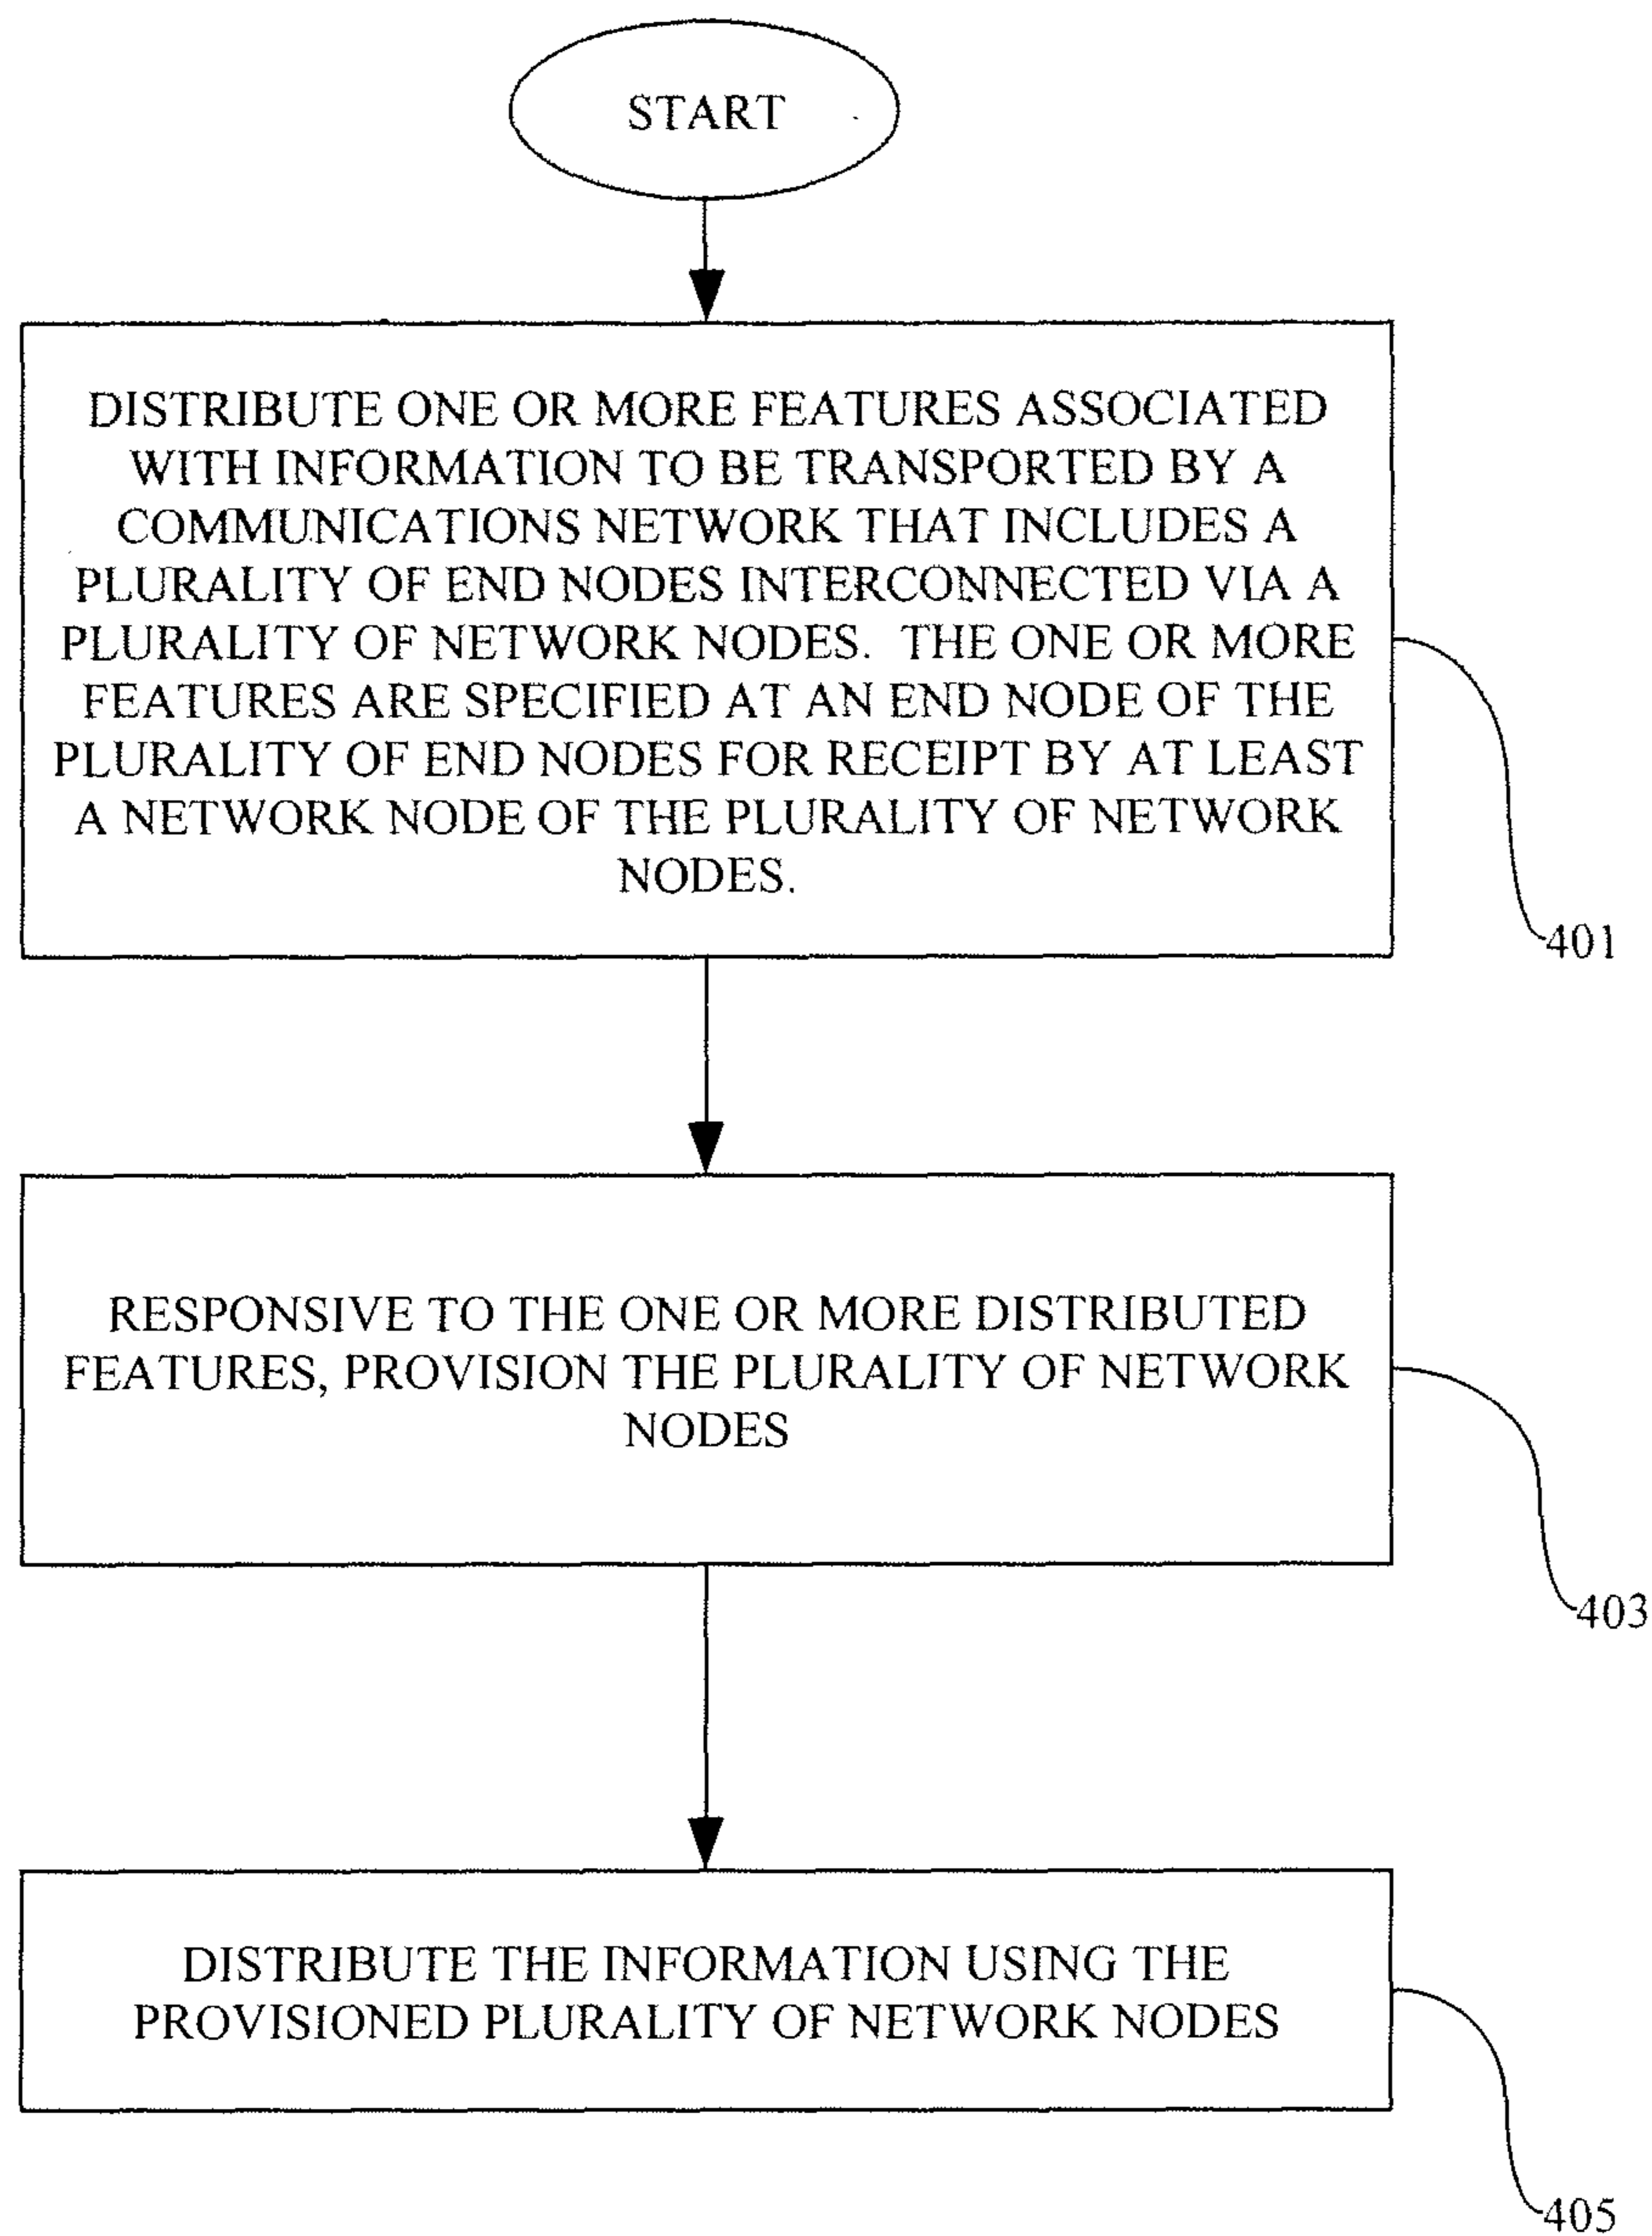 START
DISTRIBUTE ONE OR MORE FEATURES ASSOCIATED
WITH INFORMATION TO BE TRANSPORTED BY A
COMMUNICATIONS NETWORK THAT INCLUDES A
PLURALITY OF END NODES INTERCONNECTED VIA A
PLURALITY OF NETWORK NODES. THE ONE OR MORE
FEATURES ARE SPECIFIED AT AN END NODE OF THE
PLURALITY OF END NODES FOR RECEIPT BY AT LEAST
A NETWORK NODE OF THE PLURALITY OF NETWORK
NODES.
401
RESPONSIVE TO THE ONE OR MORE DISTRIBUTED
FEATURES, PROVISION THE PLURALITY OF NETWORK
NODES
403
DISTRIBUTE THE INFORMATION USING THE
PROVISIONED PLURALITY OF NETWORK NODES
405